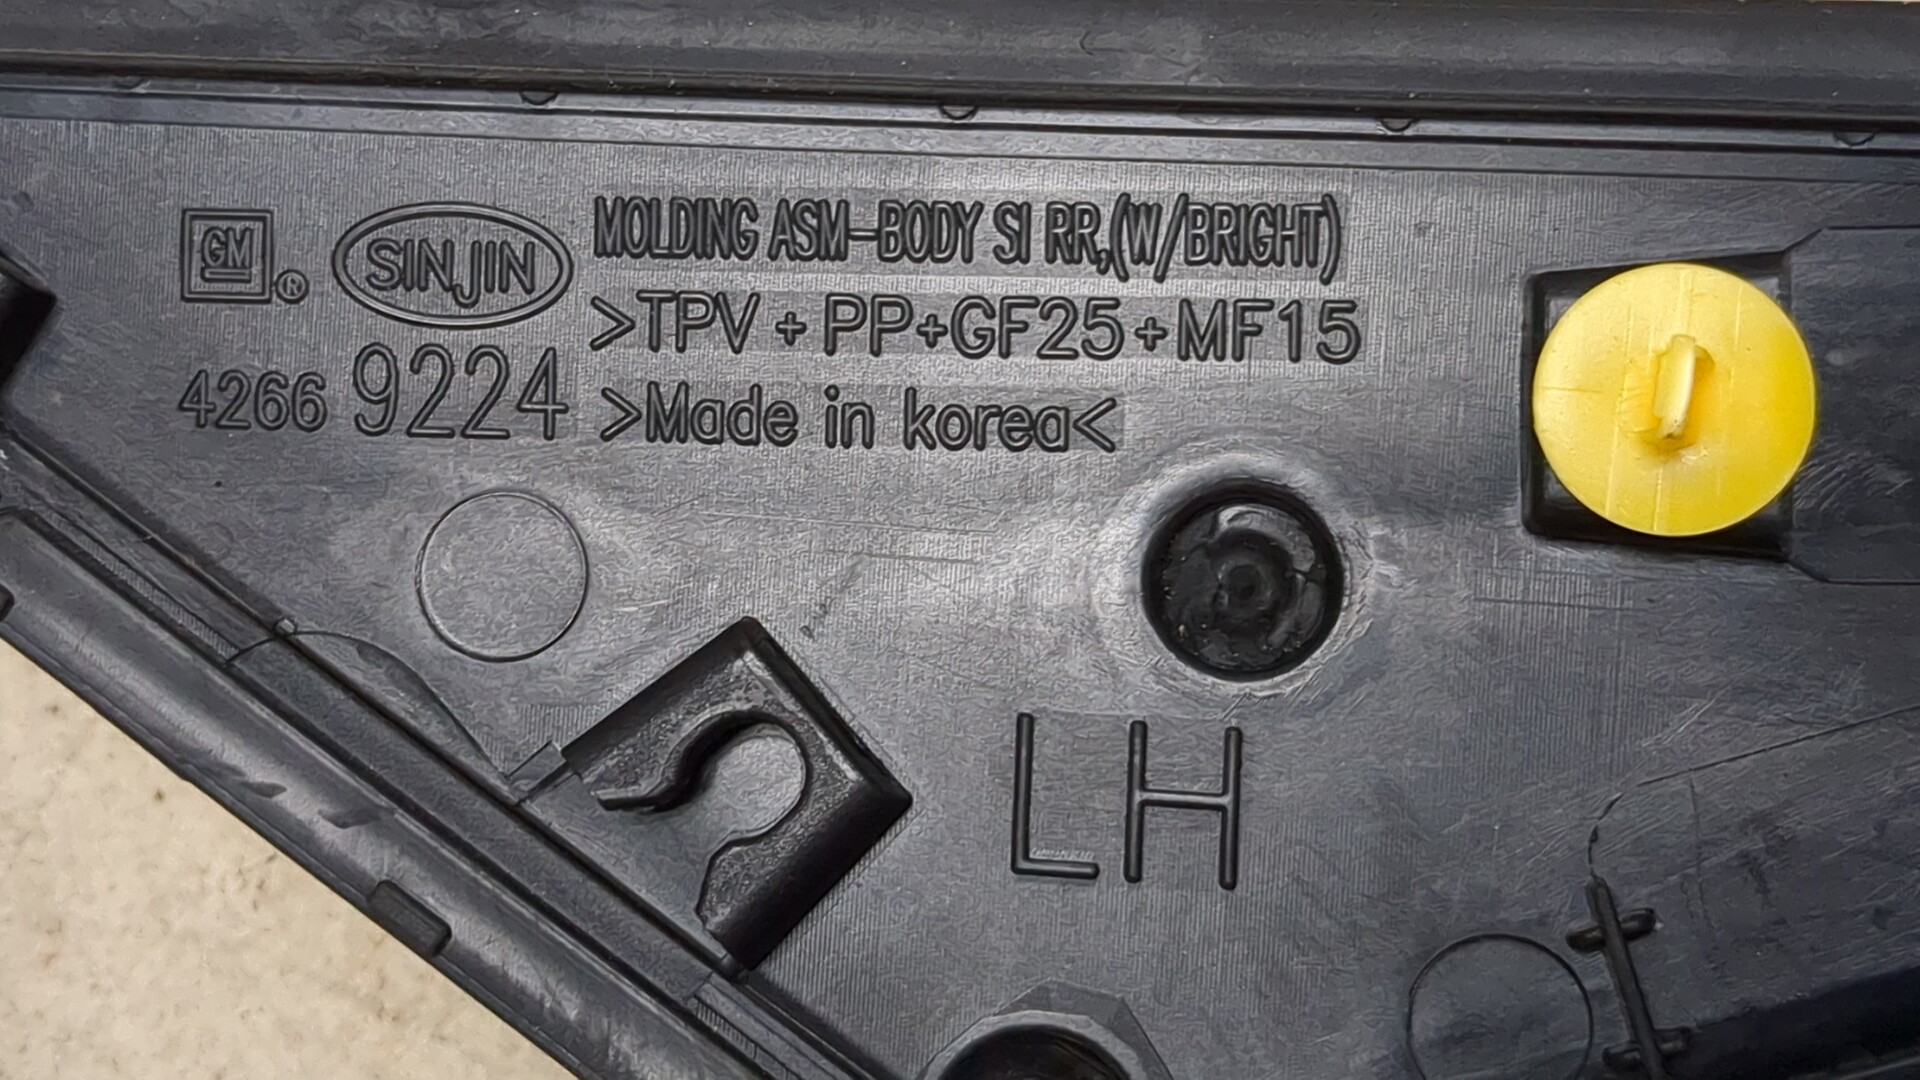 GM ®
SINJIN
MOLDING ASM-BODY SI RR,(W/BRIGHT)
>TPV+PP+GF25+MF15
4266 9224
>Made in korea<
LH